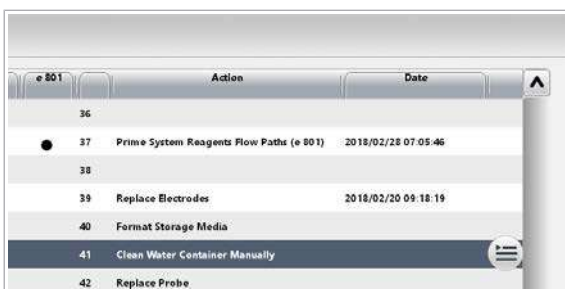 e 801 Action Date
36
37 Prime System Reagents Flow Paths (e 801) 2018/02/28 07:05:46
38
39 Replace Electrodes 2018/02/20 09:18:19
40 Format Storage Media
41 Clean Water Container Manually
42 Replace Probe